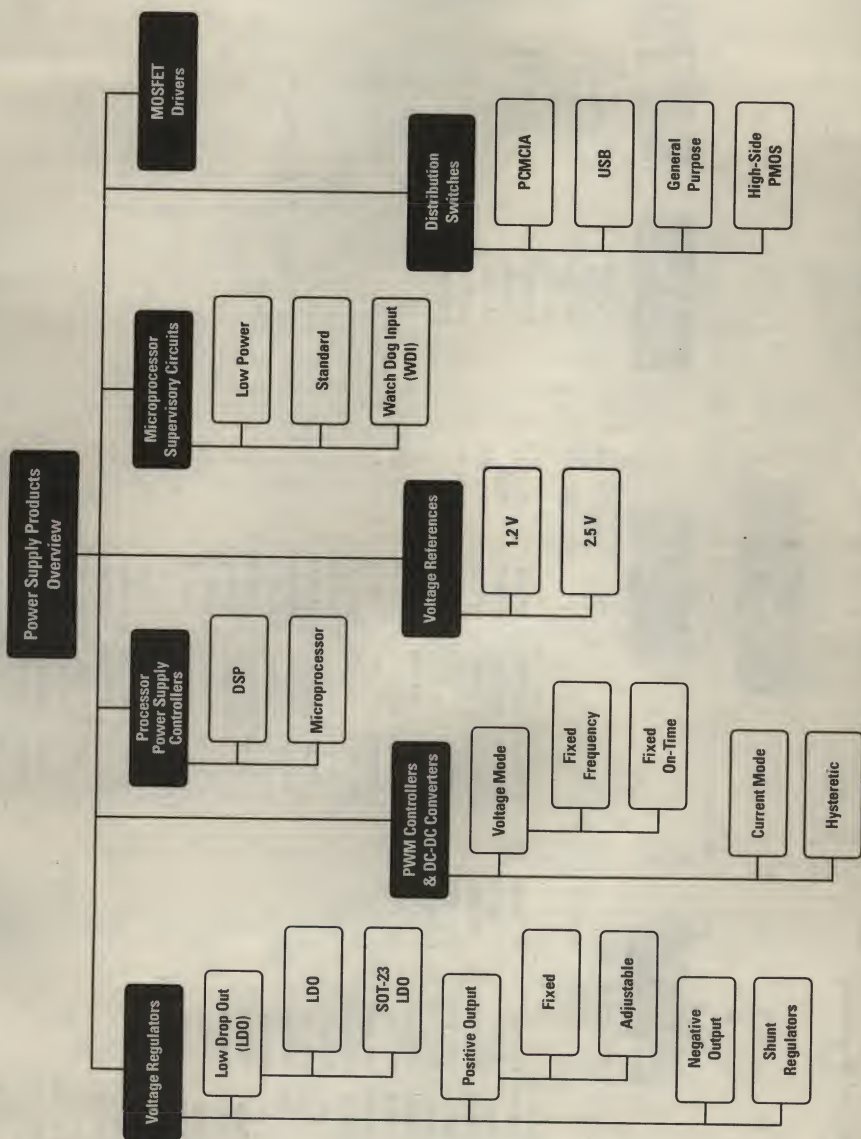 Power Supply Products
Overview
Voltage Regulators
Low Drop Out
(LDO)
LDO
SOT-23
LDO
Positive Output
Fixed
Adjustable
Negative
Output
Shunt
Regulators
PWM Controllers
& DC-DC Converters
Voltage Mode
Fixed
Frequency
Fixed
On-Time
Current Mode
Hysteretic
Processor
Power Supply
Controllers
DSP
Microprocessor
Voltage References
1.2 V
2.5 V
Microprocessor
Supervisory Circuits
Low Power
Standard
Watch Dog Input
(WDI)
Distribution
Switches
PCMCIA
USB
General
Purpose
High-Side
PMOS
MOSFET
Drivers